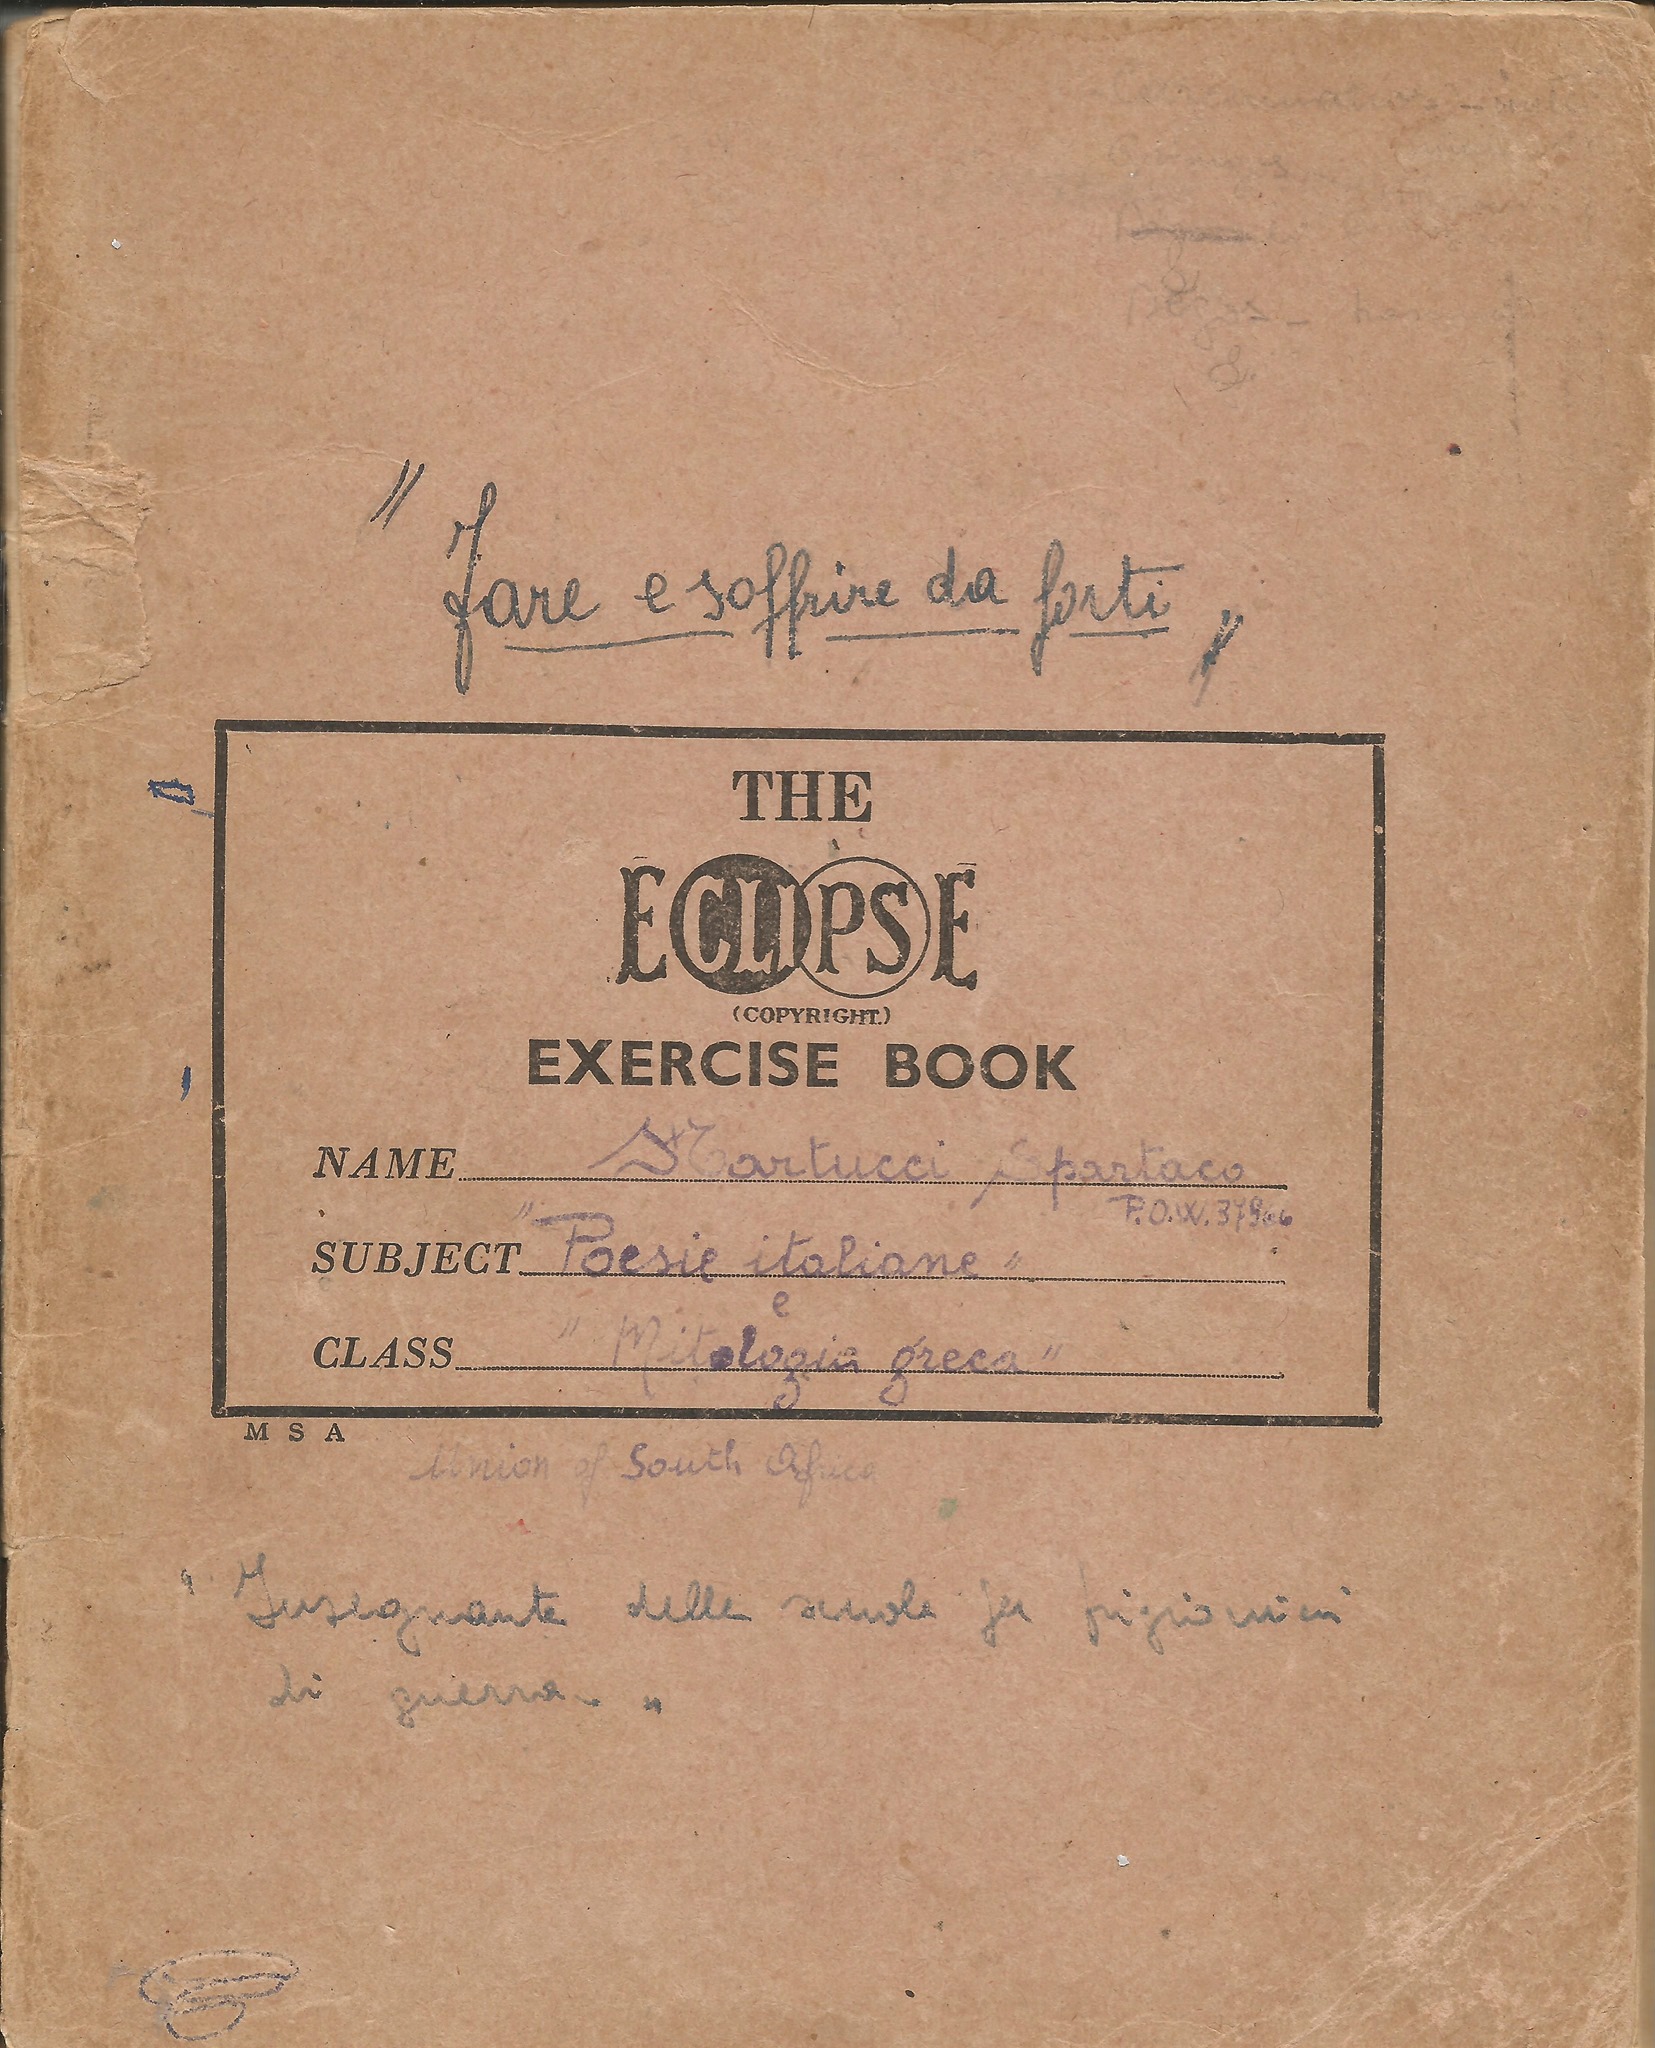 " Fare e soffrire da forti "
THE
ECLIPSE
(COPYRIGHT.)
EXERCISE BOOK
NAME Martucci Spartaco
P.O.W. 37966
SUBJECT "Poesie italiane"
e
CLASS "Mitologia greca"
M S A
Union of South Africa
" Insegnante delle scuole per prigionieri
di guerra. "